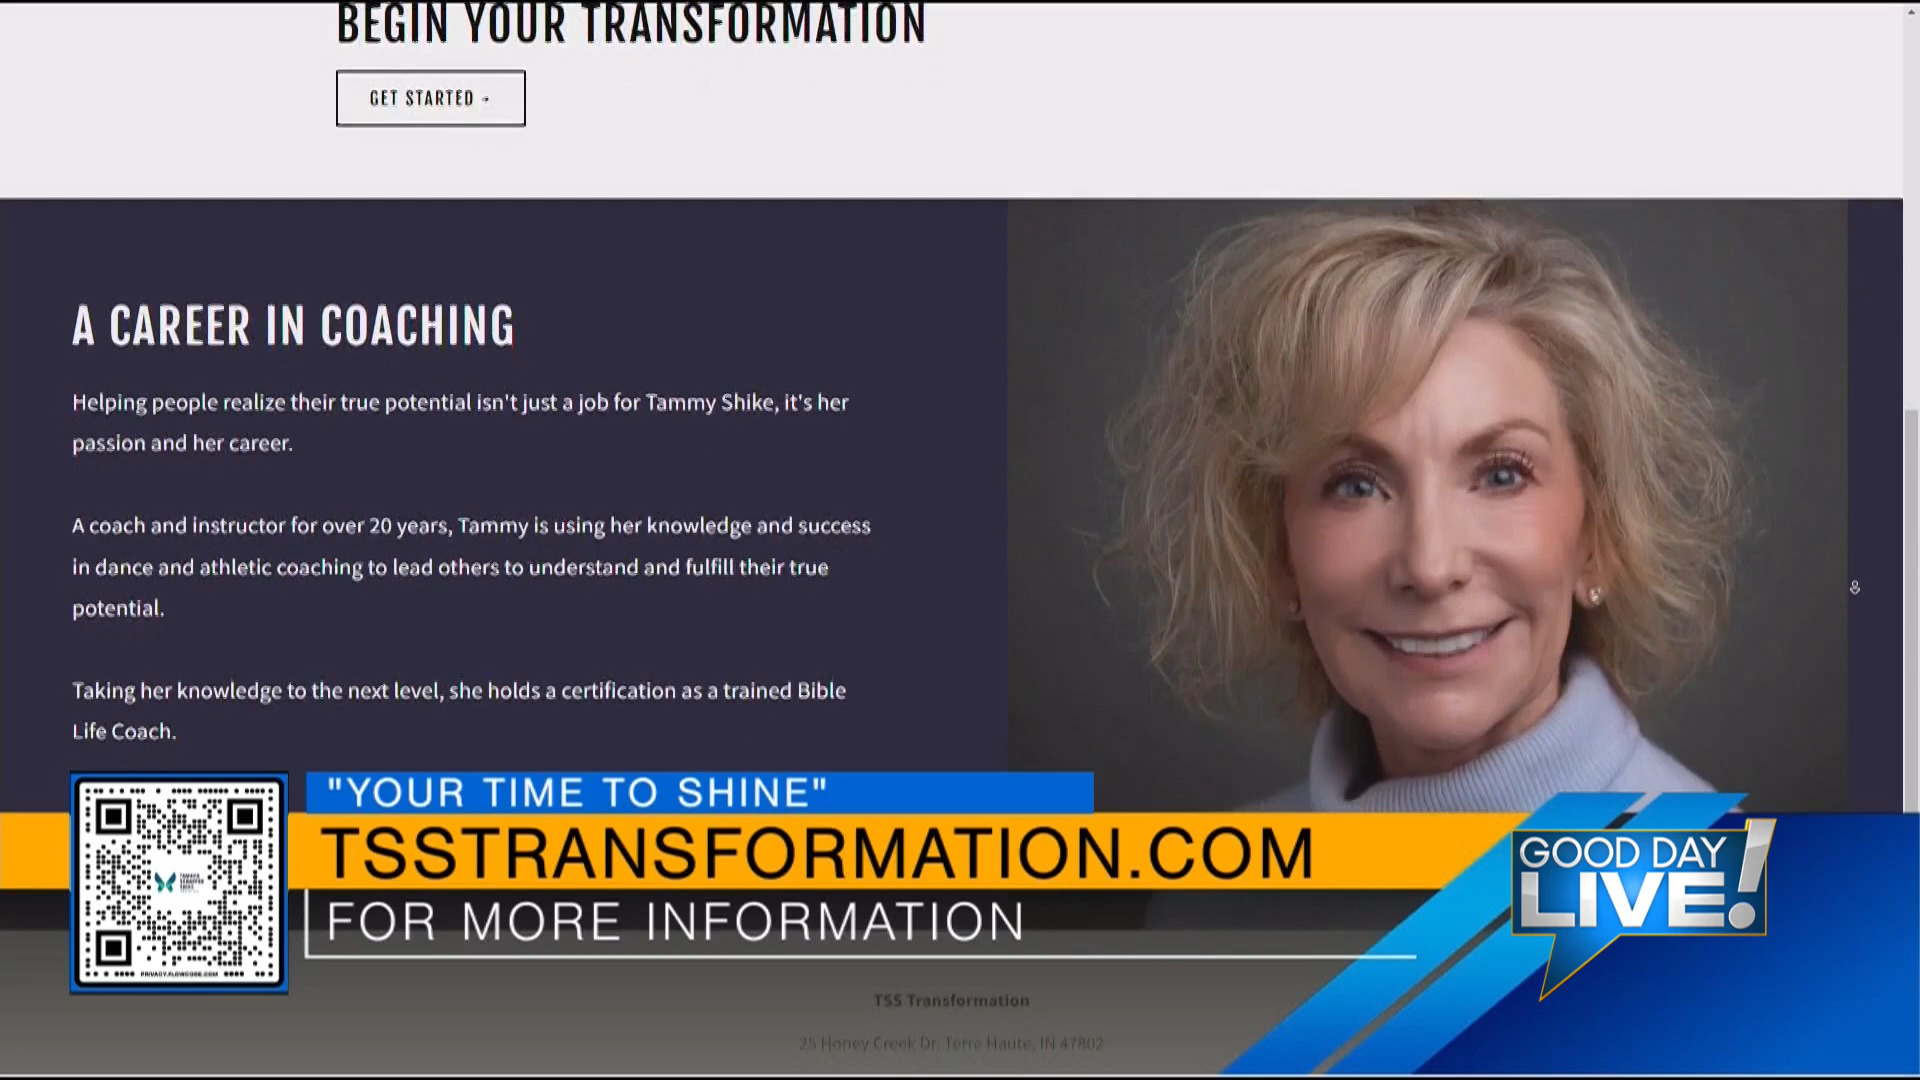 BEGIN YOUR TRANSFORMATION
GET STARTED
A CAREER IN COACHING
Helping people realize their true potential isn't just a job for Tammy Shike, it's her
passion and her career.
A coach and instructor for over 20 years, Tammy is using her knowledge and success
in dance and athletic coaching to lead others to understand and fulfill their true
potential.
Taking her knowledge to the next level, she holds a certification as a trained Bible
Life Coach.
"YOUR TIME TO SHINE"
TSSTRANSFORMATION.COM
FOR MORE INFORMATION
PRIVACY.FLOWCODE.COM
GOOD DAY
LIVE!
TSS Transformation
25 Honey Creek Dr, Terre Haute, IN 47802